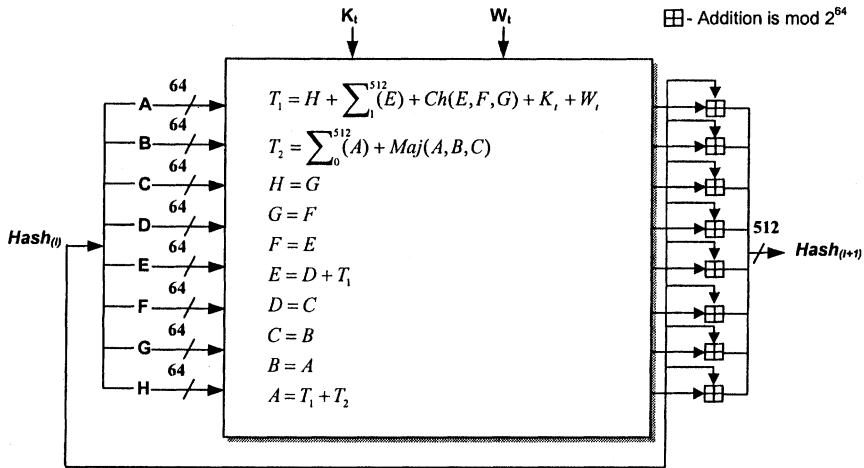 K_t
W_t
⊞ - Addition is mod 2^64
64
A
64
B
64
C
64
D
64
E
64
F
64
G
64
H
Hash_(i)
T_1 = H + ∑_1^512(E) + Ch(E,F,G) + K_t + W_t
T_2 = ∑_0^512(A) + Maj(A,B,C)
H = G
G = F
F = E
E = D + T_1
D = C
C = B
B = A
A = T_1 + T_2
512
Hash_(i+1)